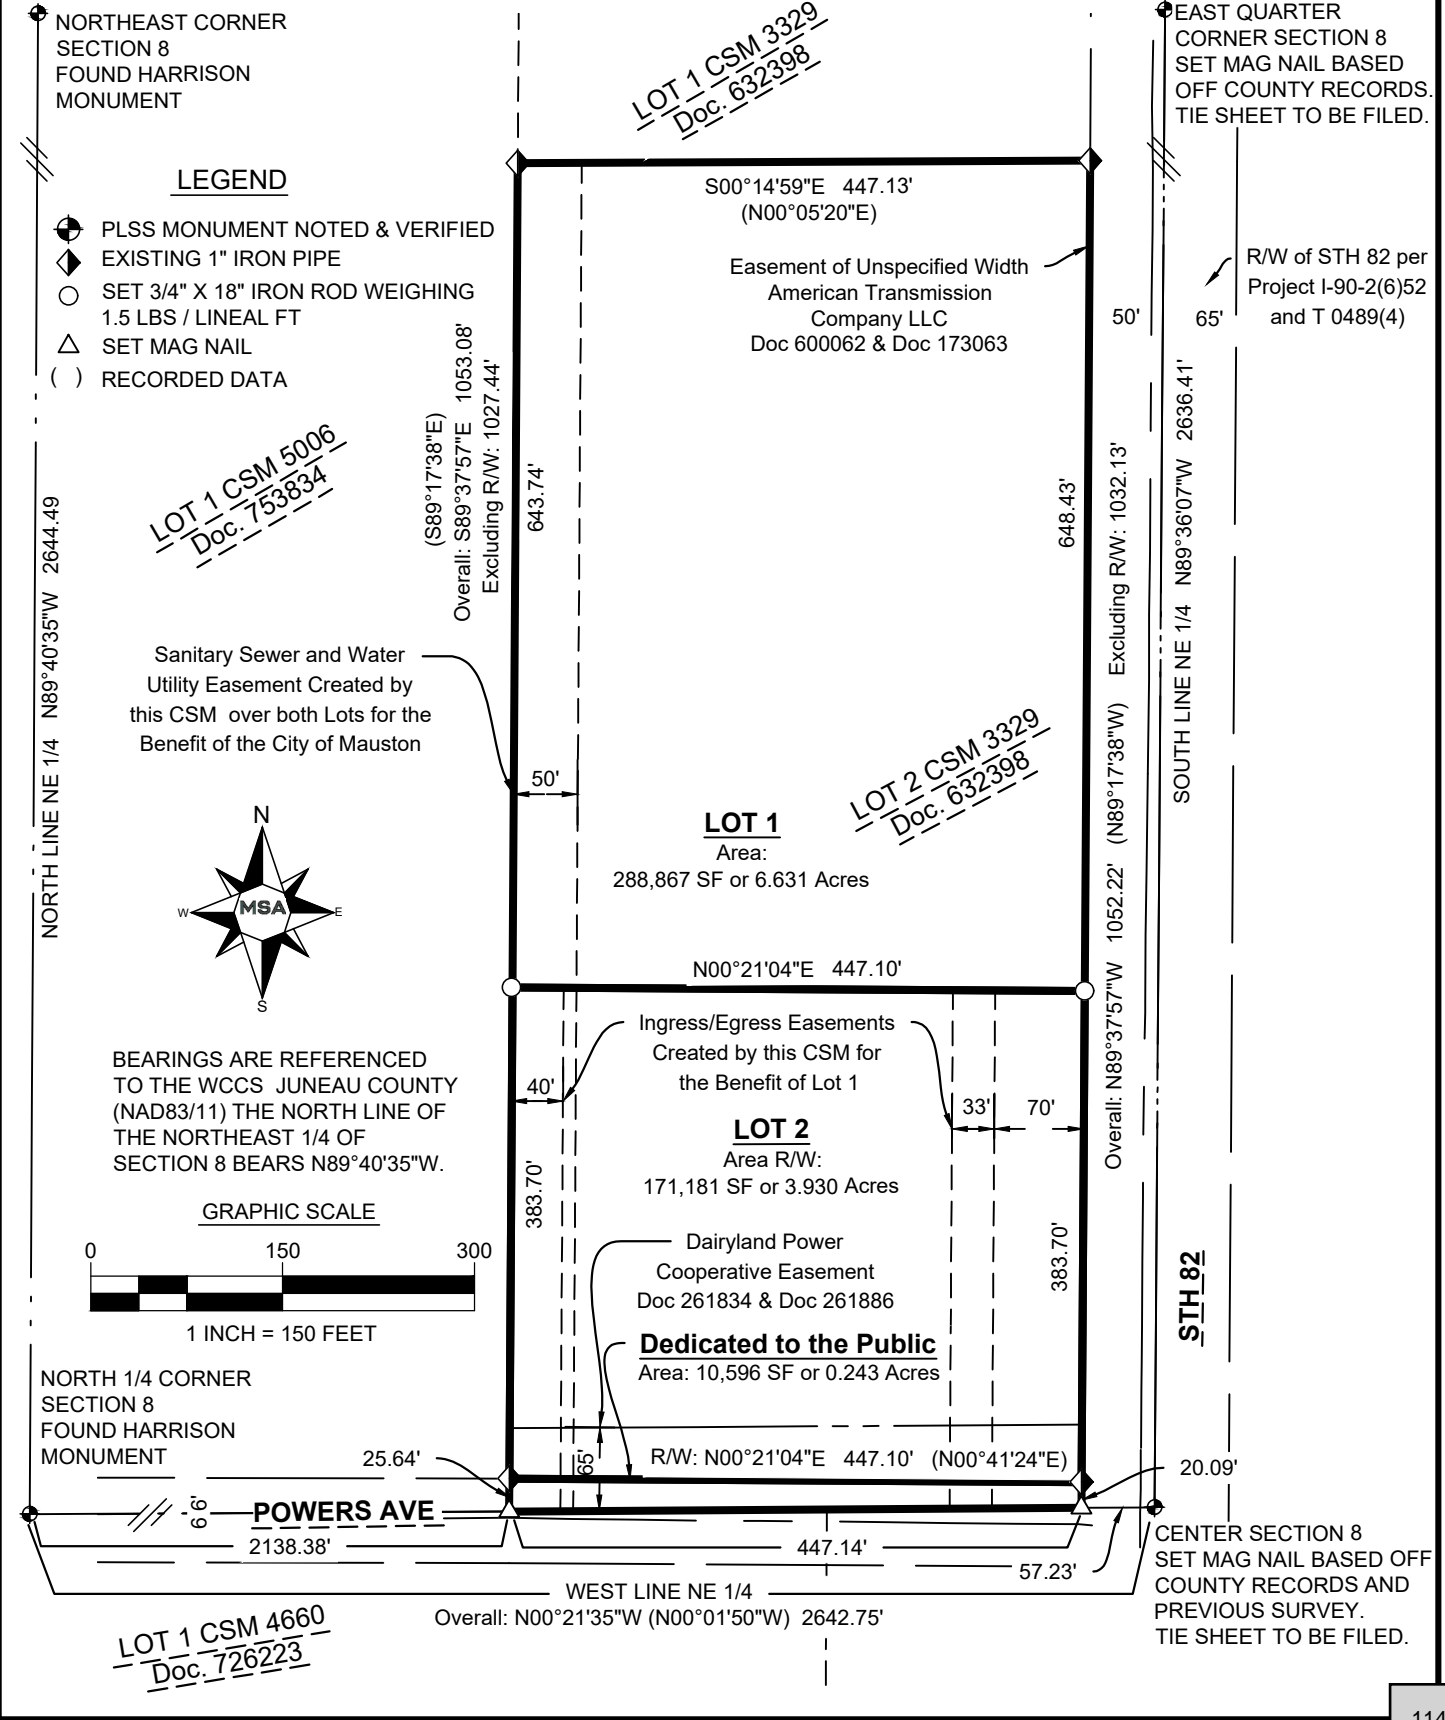 NORTHEAST CORNER
SECTION 8
FOUND HARRISON
MONUMENT
LOT 1 CSM 3329
Doc. 632398
EAST QUARTER
CORNER SECTION 8
SET MAG NAIL BASED
OFF COUNTY RECORDS.
TIE SHEET TO BE FILED.
LEGEND
PLSS MONUMENT NOTED & VERIFIED
EXISTING 1" IRON PIPE
SET 3/4" X 18" IRON ROD WEIGHING
1.5 LBS / LINEAL FT
SET MAG NAIL
( ) RECORDED DATA
S00°14'59"E 447.13'
(N00°05'20"E)
Easement of Unspecified Width
American Transmission
Company LLC
Doc 600062 & Doc 173063
50'
65'
R/W of STH 82 per
Project I-90-2(6)52
and T 0489(4)
LOT 1 CSM 5006
Doc. 753834
(S89°17'38"E)
Overall: S89°37'57"E 1053.08'
Excluding R/W: 1027.44'
643.74'
648.43'
Overall: N89°37'57"W 1052.22' (N89°17'38"W) Excluding R/W: 1032.13'
SOUTH LINE NE 1/4 N89°36'07"W 2636.41'
NORTH LINE NE 1/4 N89°40'35"W 2644.49
Sanitary Sewer and Water
Utility Easement Created by
this CSM over both Lots for the
Benefit of the City of Mauston
50'
LOT 2 CSM 3329
Doc. 632398
LOT 1
Area:
288,867 SF or 6.631 Acres
N
W
MSA
E
S
N00°21'04"E 447.10'
Ingress/Egress Easements
Created by this CSM for
the Benefit of Lot 1
40'
33'
70'
BEARINGS ARE REFERENCED
TO THE WCCS JUNEAU COUNTY
(NAD83/11) THE NORTH LINE OF
THE NORTHEAST 1/4 OF
SECTION 8 BEARS N89°40'35"W.
LOT 2
Area R/W:
171,181 SF or 3.930 Acres
383.70'
383.70'
GRAPHIC SCALE
0 150 300
1 INCH = 150 FEET
Dairyland Power
Cooperative Easement
Doc 261834 & Doc 261886
Dedicated to the Public
Area: 10,596 SF or 0.243 Acres
STH 82
NORTH 1/4 CORNER
SECTION 8
FOUND HARRISON
MONUMENT
25.64'
65'
R/W: N00°21'04"E 447.10' (N00°41'24"E)
20.09'
66'
POWERS AVE
2138.38'
447.14'
57.23'
WEST LINE NE 1/4
Overall: N00°21'35"W (N00°01'50"W) 2642.75'
CENTER SECTION 8
SET MAG NAIL BASED OFF
COUNTY RECORDS AND
PREVIOUS SURVEY.
TIE SHEET TO BE FILED.
LOT 1 CSM 4660
Doc. 726223